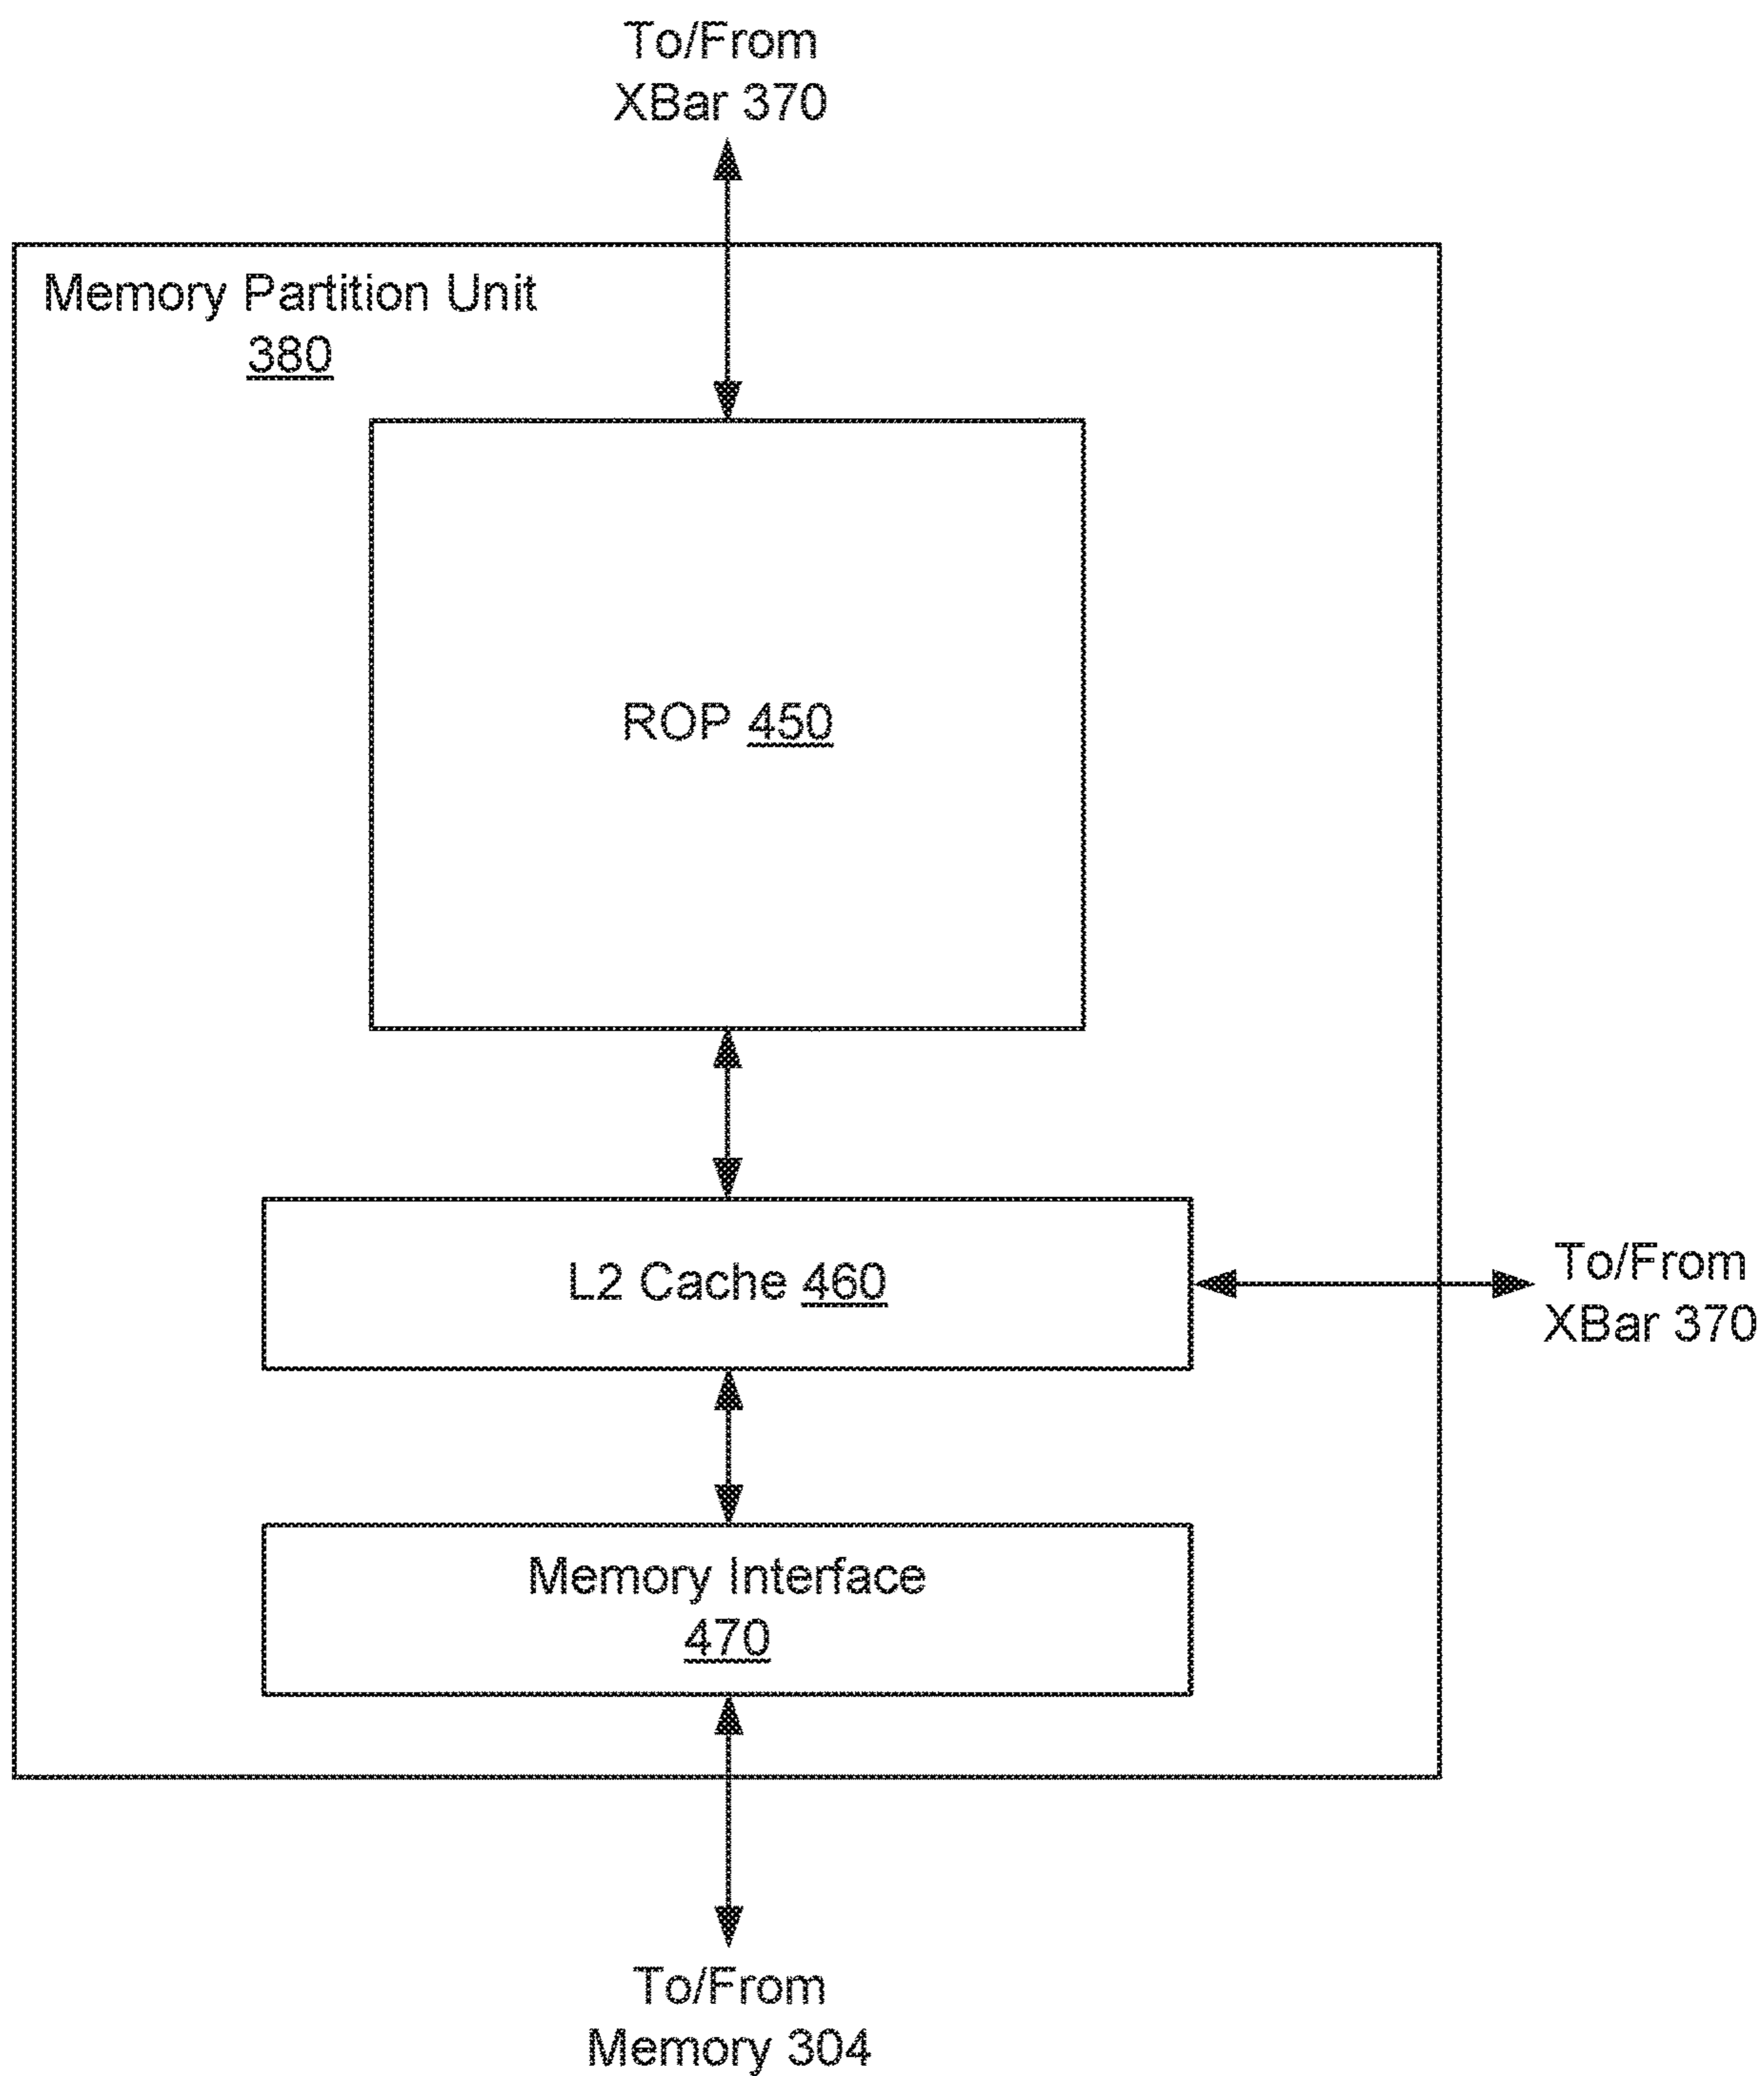 To/From
XBar 370
Memory Partition Unit
380
ROP 450
L2 Cache 460
To/From
XBar 370
Memory Interface
470
To/From
Memory 304